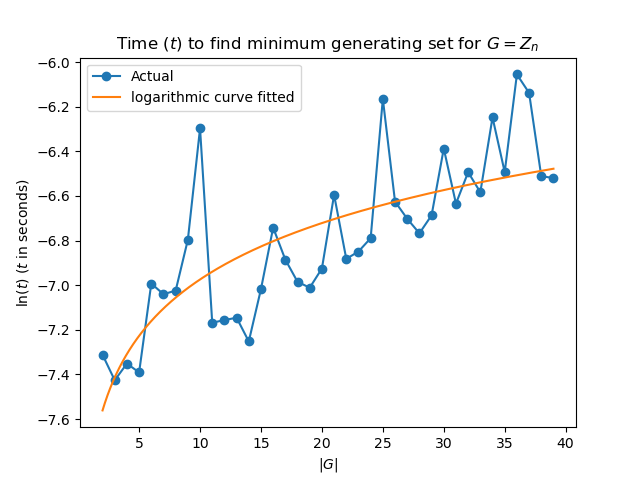 Time (t) to find minimum generating set for G = Zₙ
Actual
logarithmic curve fitted
−6.0
−6.2
−6.4
−6.6
−6.8
−7.0
−7.2
−7.4
−7.6
ln(t) (t in seconds)
5 10 15 20 25 30 35 40
|G|